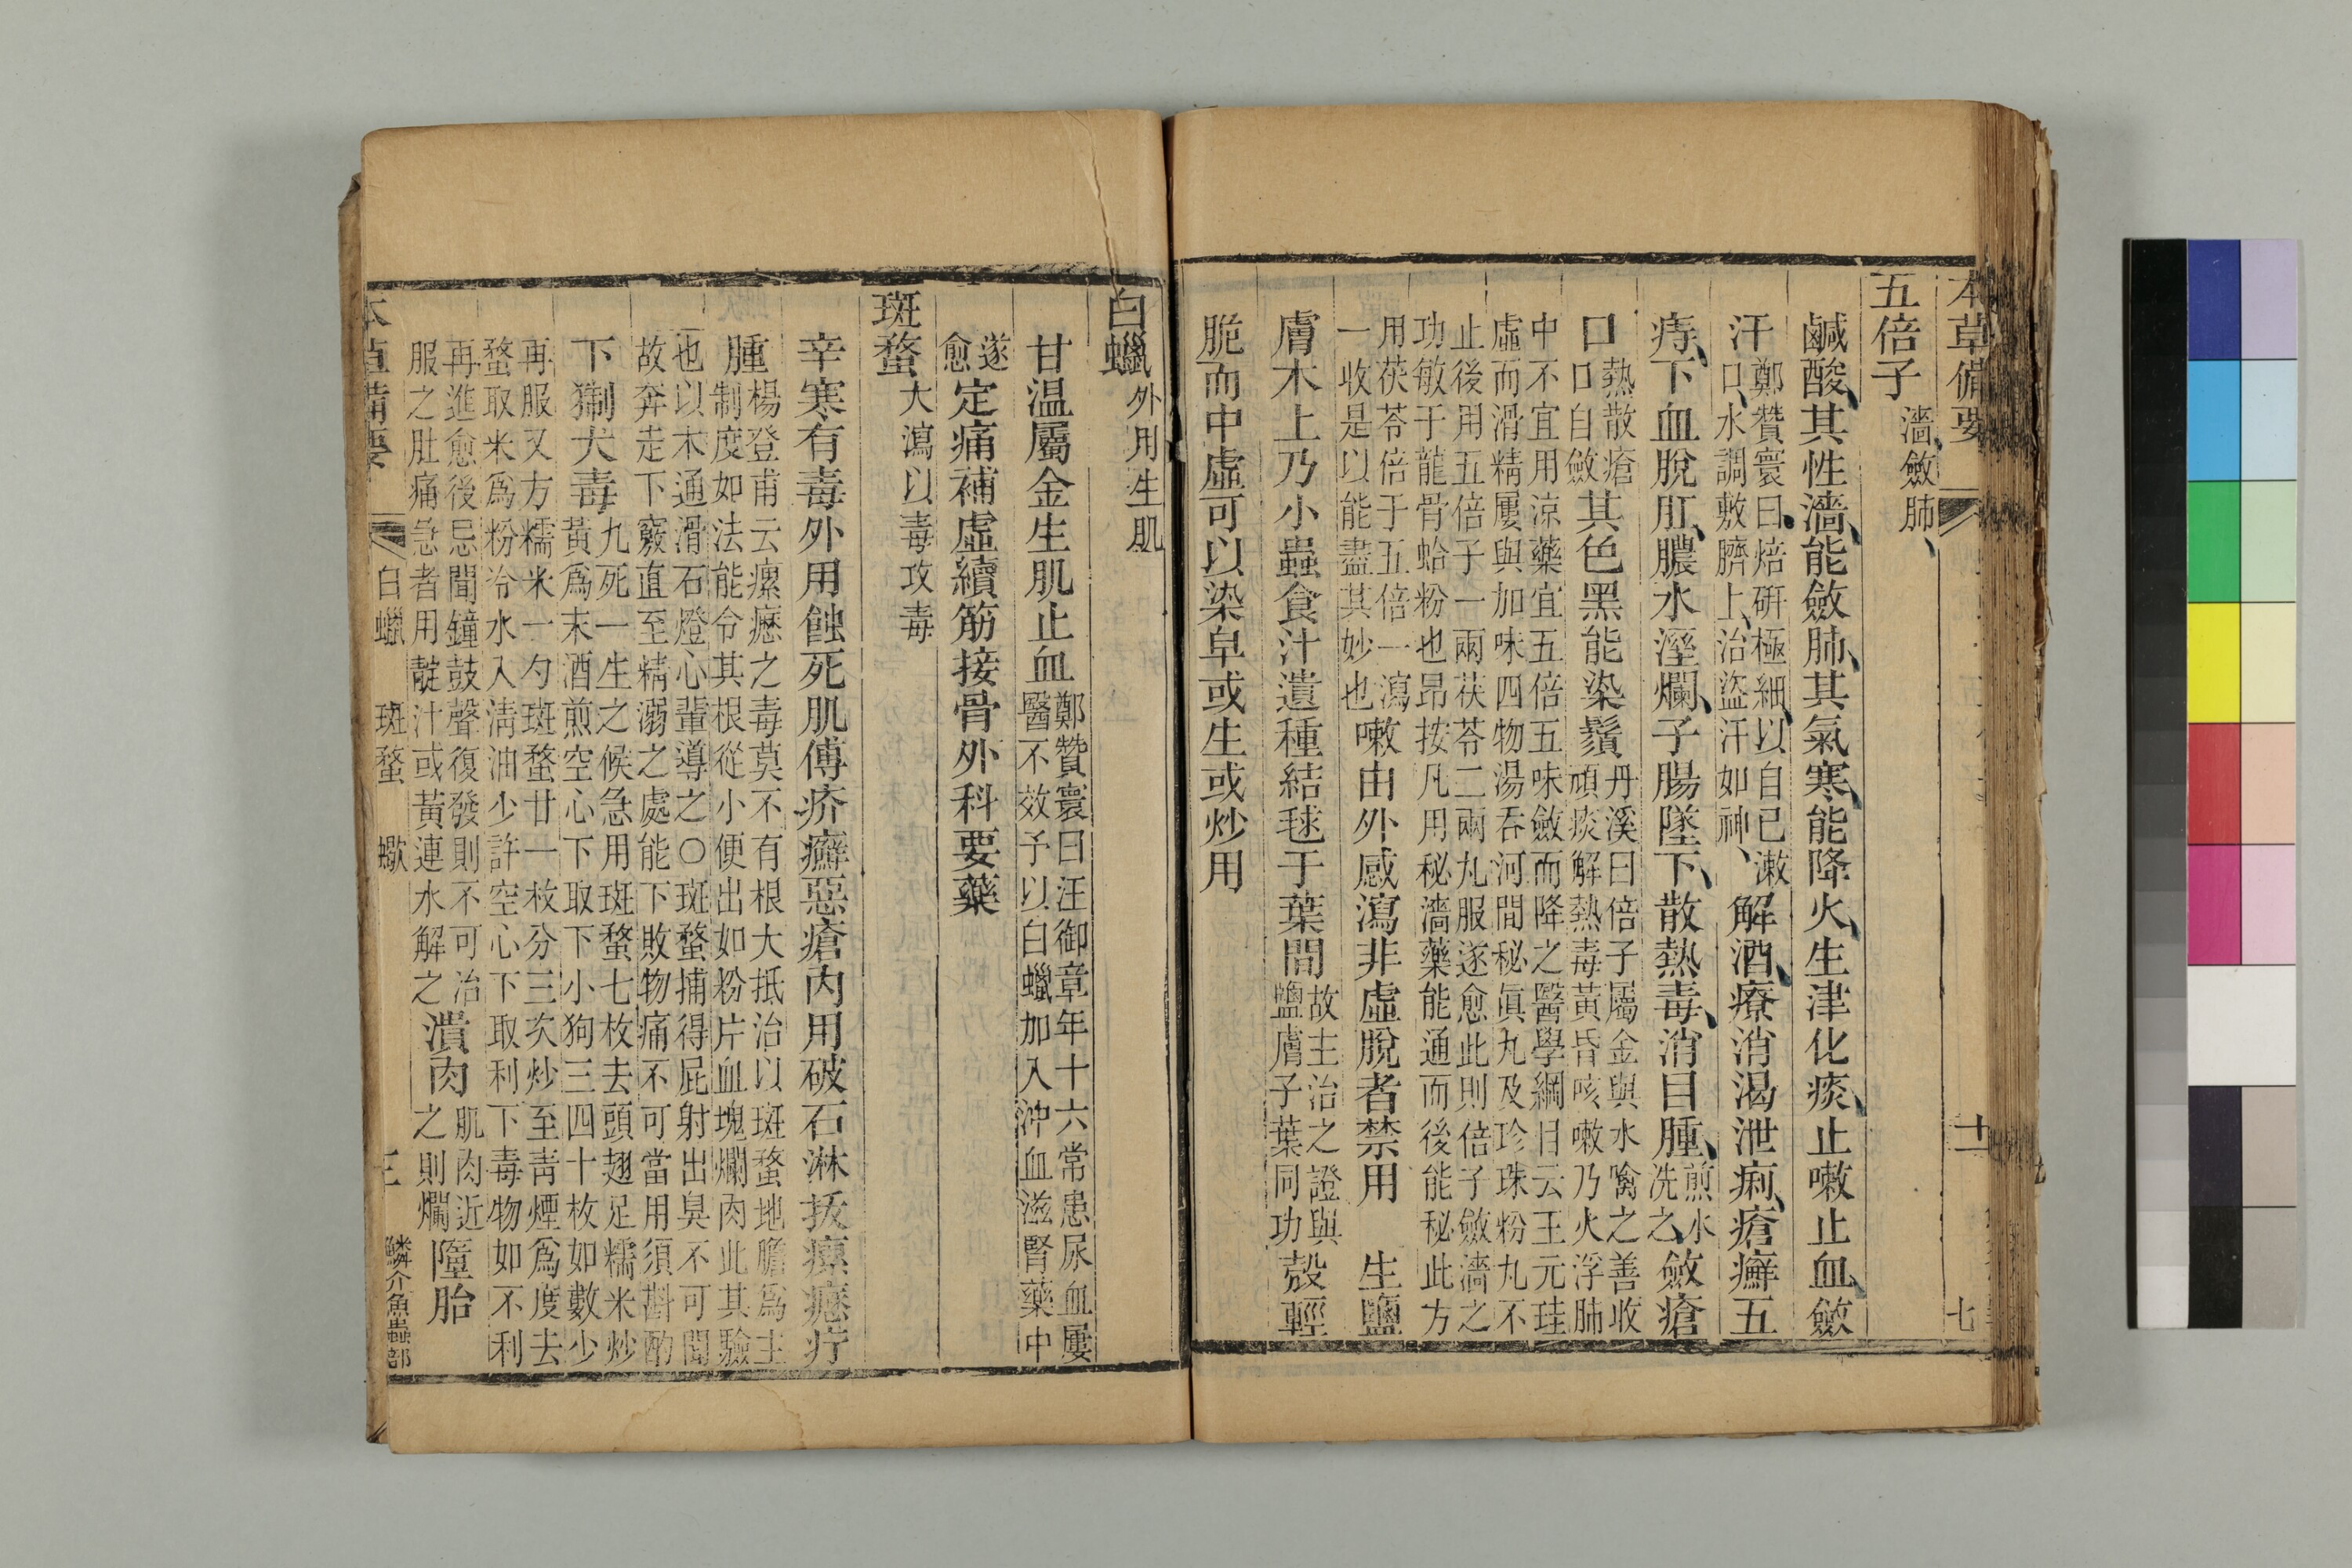 本草備要
五倍子 濇、斂肺、
鹹酸、其性濇、能斂肺、其氣寒、能降火、生津化痰、止嗽止血、斂
汗鄭贊寰曰焙研極細、以自已漱口、水調敷臍上、治盜汗如神、解酒、療消渴泄痢、瘡癬五
痔、下血脫肛、膿水溼爛、子腸墜下、散熱毒、消目腫、煎水洗之斂瘡
口熱散瘡口自斂其色黑能染鬚丹溪曰倍子屬金與水噙之善收頑痰解熱毒黃昏咳嗽乃火浮肺
中不宜用涼藥宜五倍五味斂而降之醫學綱目云王元珪
虛而滑精屢與加味四物湯吞河間秘眞丸及珍珠粉丸不
止後用五倍子一兩茯苓二兩丸服遂愈此則倍子斂濇之
功敏于龍骨蛤粉也昂按凡用秘濇藥能通而後能秘此方
用茯苓倍于五倍一瀉一收是以能盡其妙也嗽由外感瀉非虛脫者禁用 生鹽
膚木上乃小蟲食汁遺種結毬于葉間故主治之證與鹽膚子葉同功殼輕
脆而中虛可以染皁或生或炒用
十一
七
白蠟 外用生肌
甘温屬金生肌止血鄭贊寰曰汪御章年十六常患尿血屢醫不效予以白蠟加入沖血滋腎藥中
遂愈定痛補虛續筋接骨外科要藥
斑蝥 大瀉以毒攻毒
辛寒有毒外用蝕死肌傅疥癬惡瘡內用破石淋拔瘰癧疔
腫楊登甫云瘰癧之毒莫不有根大抵治以斑蝥地膽爲主制度如法能令其根從小便出如粉片血塊爛肉此其驗
也以木通滑石燈心輩導之〇斑蝥捕得屁射出臭不可聞
故奔走下竅直至精溺之處能下敗物痛不可當用須斟酌
下猘犬毒九死一生之候急用斑蝥七枚去頭翅足糯米炒黃爲末酒煎空心下取下小狗三四十枚如數少
再服又方糯米一勺斑蝥廿一枚分三次炒至靑煙爲度去
蝥取米爲粉冷水入淸油少許空心下取利下毒物如不利
再進愈後忌聞鐘鼓聲復發則不可治
服之肚痛急者用靛汁或黃連水解之潰肉肌肉近之則爛墮胎
白蠟 斑蝥 蠍
鱗介魚蟲部